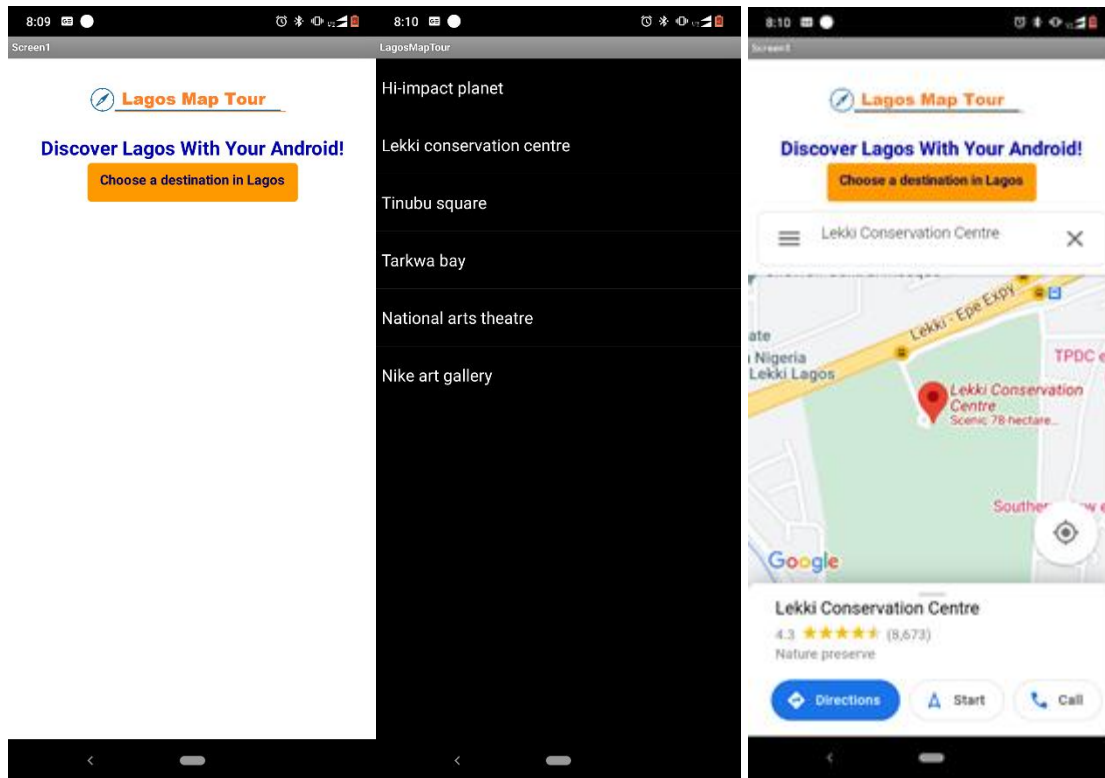 8:09 GE
Screen1
Lagos Map Tour
Discover Lagos With Your Android!
Choose a destination in Lagos
8:10 GE
LagosMapTour
Hi-impact planet
Lekki conservation centre
Tinubu square
Tarkwa bay
National arts theatre
Nike art gallery
8:10
Screen1
Lagos Map Tour
Discover Lagos With Your Android!
Choose a destination in Lagos
Lekki Conservation Centre
Lekki - Epe Expy
ate
Nigeria
Lekki Lagos
TPDC e
Lekki Conservation
Centre
Scenic 78-hectare...
Google
Lekki Conservation Centre
4.3 (8,673)
Nature preserve
Directions
Start
Call